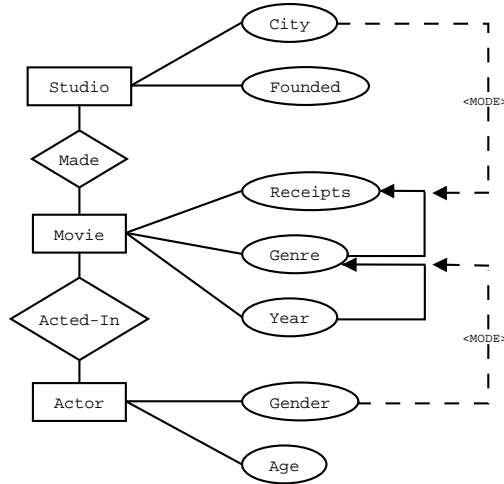 City
Studio
Founded
<MODE>
Made
Receipts
Movie
Genre
Acted-In
Year
<MODE>
Actor
Gender
Age